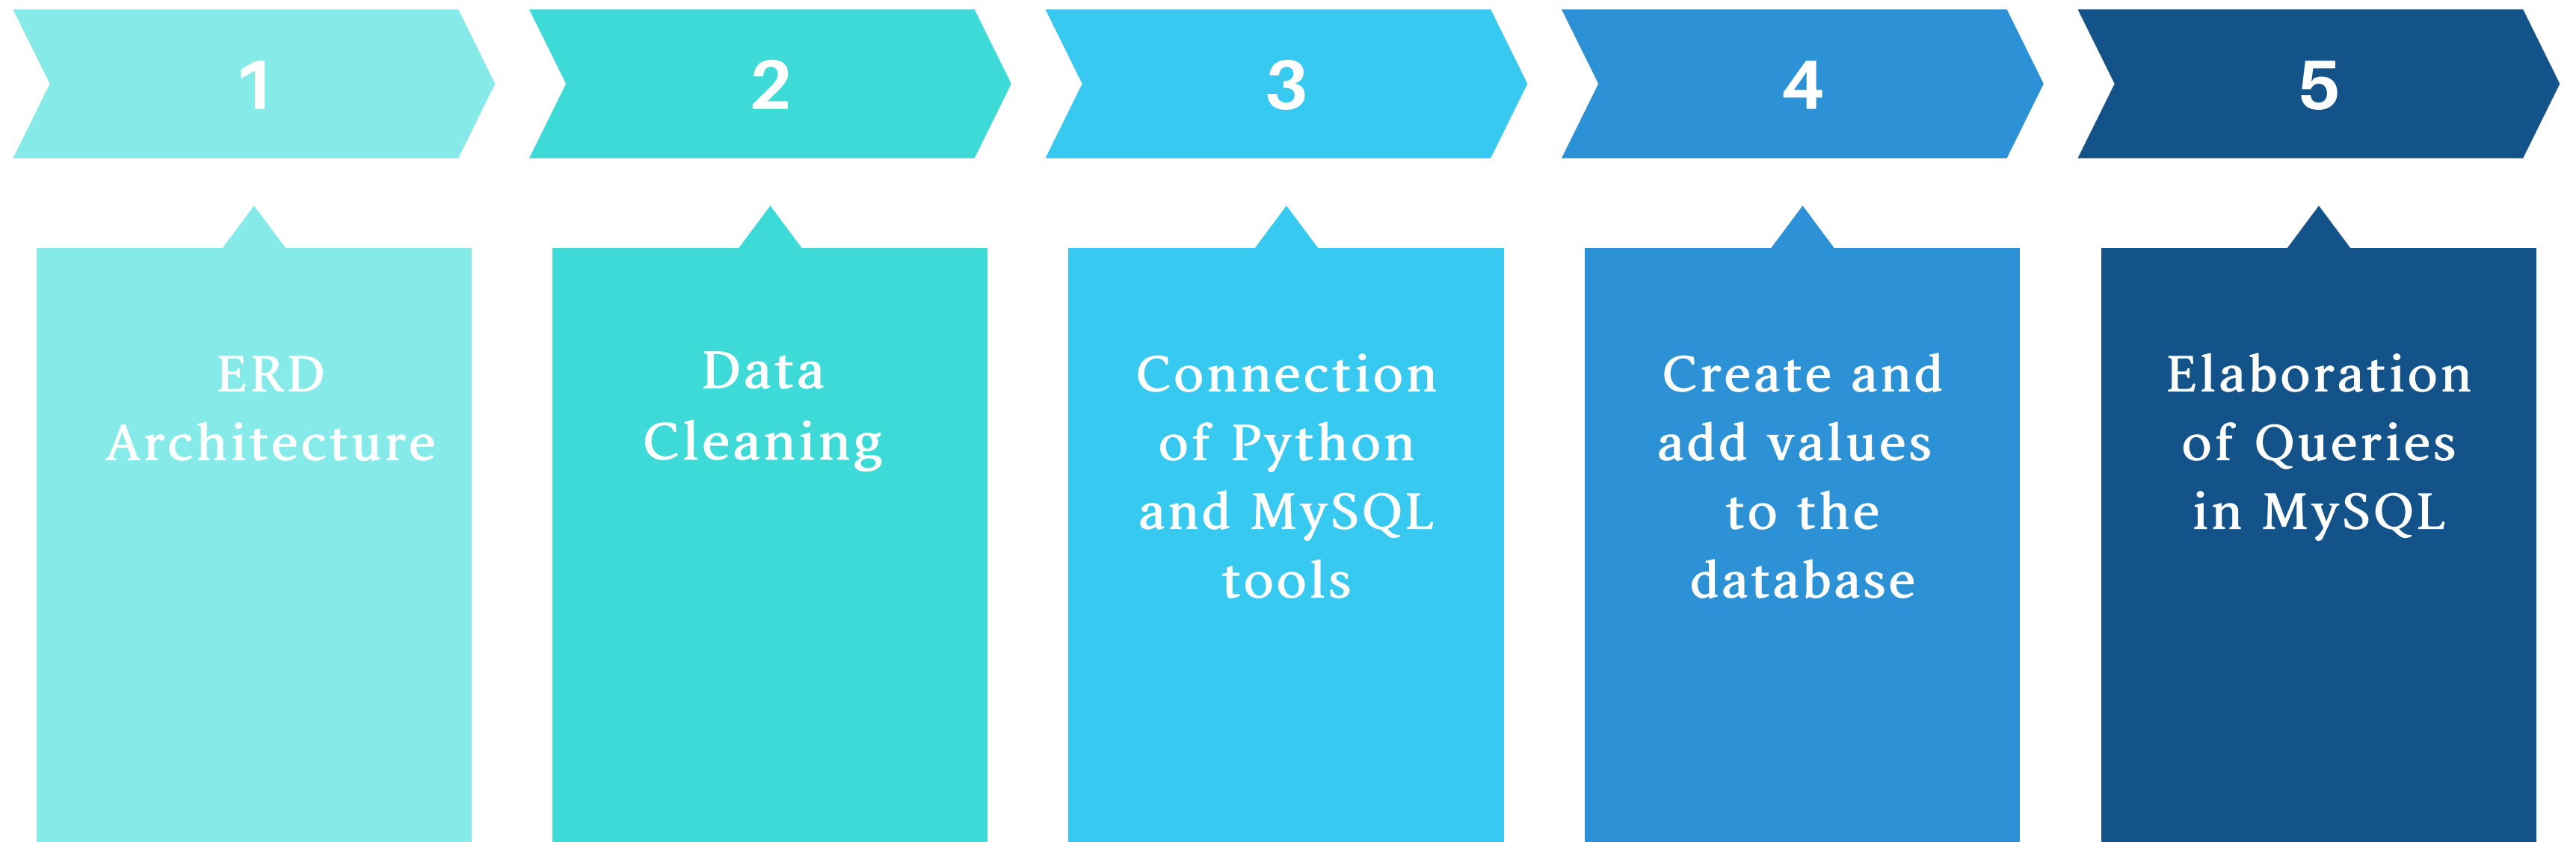 1
2
3
4
5
ERD
Architecture
Data
Cleaning
Connection
of Python
and MySQL
tools
Create and
add values
to the
database
Elaboration
of Queries
in MySQL